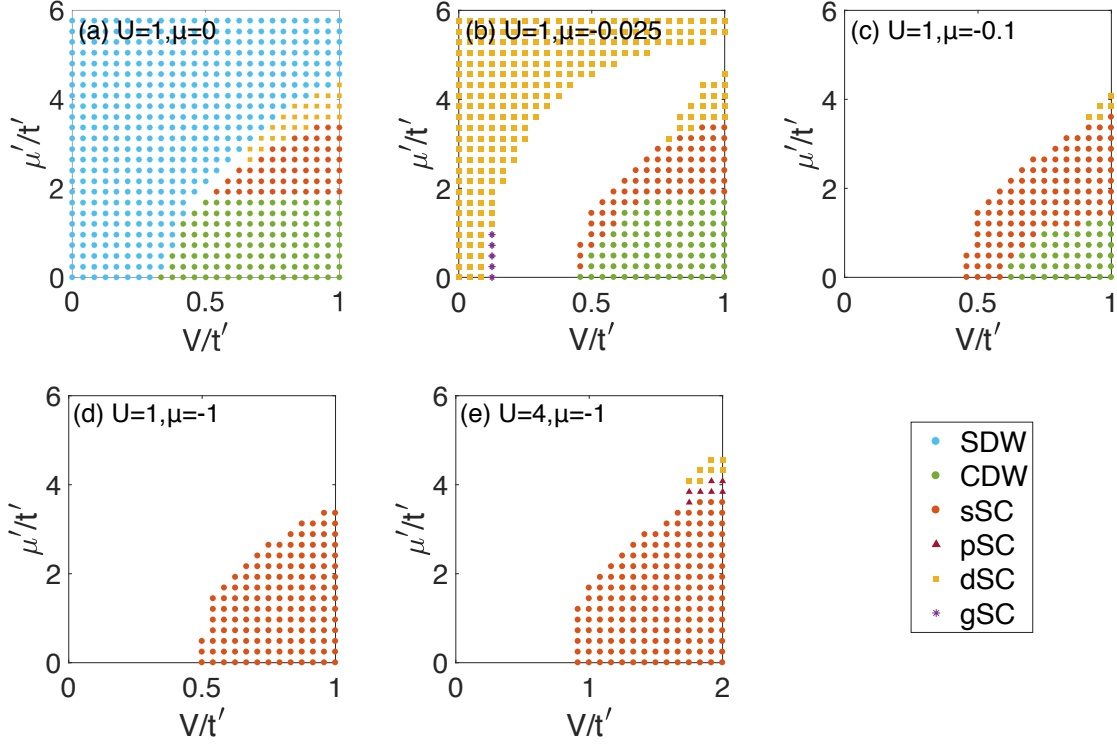 (a) U=1,μ=0
6
4
2
0
μ′/t′
0
0.5
1
V/t′
(b) U=1,μ=-0.025
6
4
2
0
μ′/t′
0
0.5
1
V/t′
(c) U=1,μ=-0.1
6
4
2
0
μ′/t′
0
0.5
1
V/t′
(d) U=1,μ=-1
6
4
2
0
μ′/t′
0
0.5
1
V/t′
(e) U=4,μ=-1
6
4
2
0
μ′/t′
0
1
2
V/t′
SDW
CDW
sSC
pSC
dSC
gSC